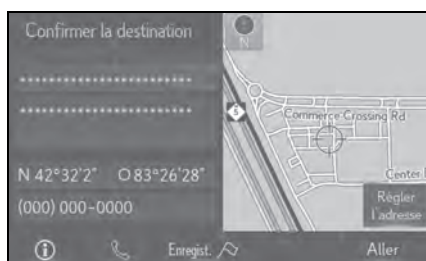 Confirmer la destination
************************
************************
N 42°32'2" O 83°26'28"
(000) 000-0000
N
5
Commerce Crossing Rd
Center
Régler
l'adresse
Enregist.
Aller